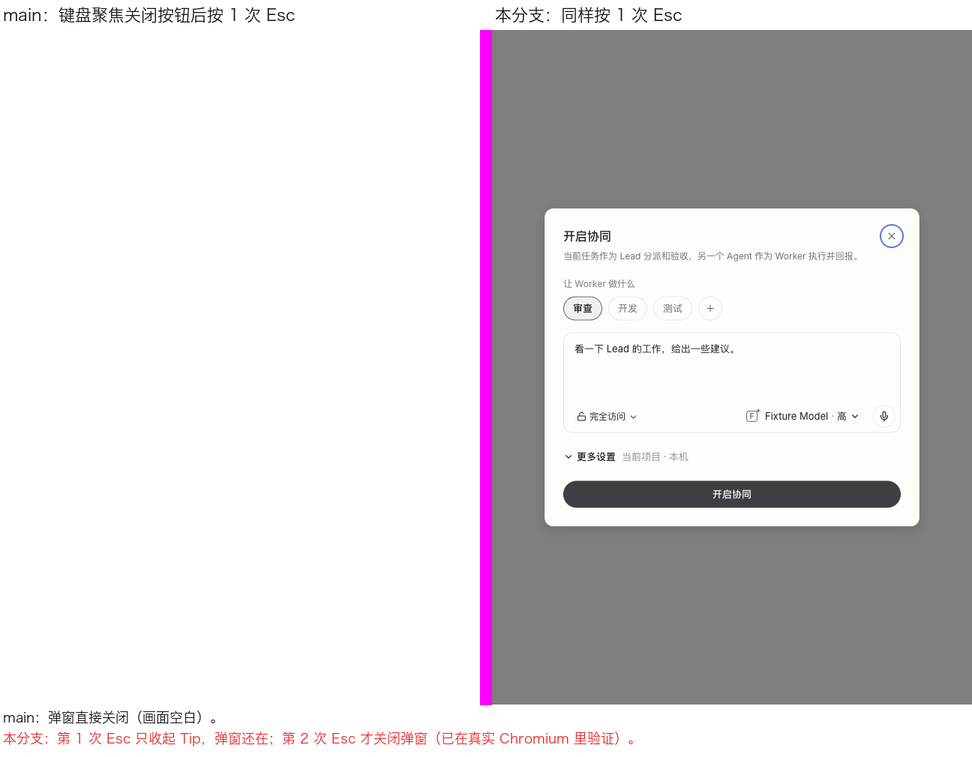 main：键盘聚焦关闭按钮后按 1 次 Esc
本分支：同样按 1 次 Esc
开启协同
当前任务作为 Lead 分派和验收，另一个 Agent 作为 Worker 执行并回报。
让 Worker 做什么
审查 开发 测试 +
看一下 Lead 的工作，给出一些建议。
完全访问 F Fixture Model · 高
更多设置 当前项目 · 本机
开启协同
main：弹窗直接关闭（画面空白）。
本分支：第 1 次 Esc 只收起 Tip，弹窗还在；第 2 次 Esc 才关闭弹窗（已在真实 Chromium 里验证）。